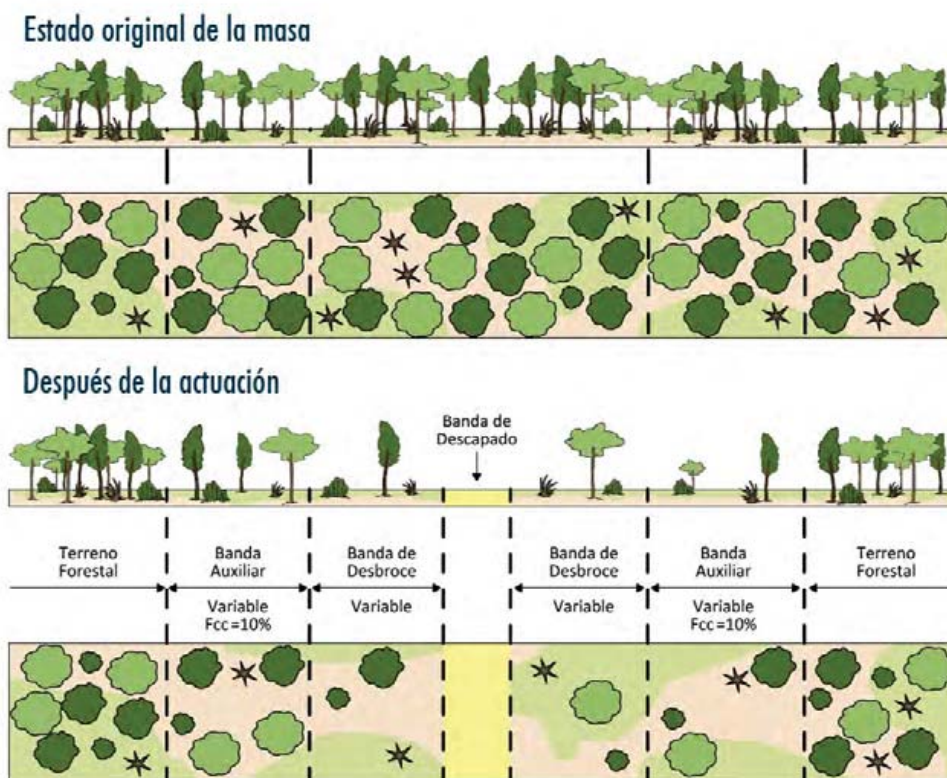 Estado original de la masa
Después de la actuación
Banda de
Descapado
Terreno
Forestal
Banda
Auxiliar
Variable
Fcc =10%
Banda de
Desbroce
Variable
Banda de
Desbroce
Variable
Banda
Auxiliar
Variable
Fcc =10%
Terreno
Forestal